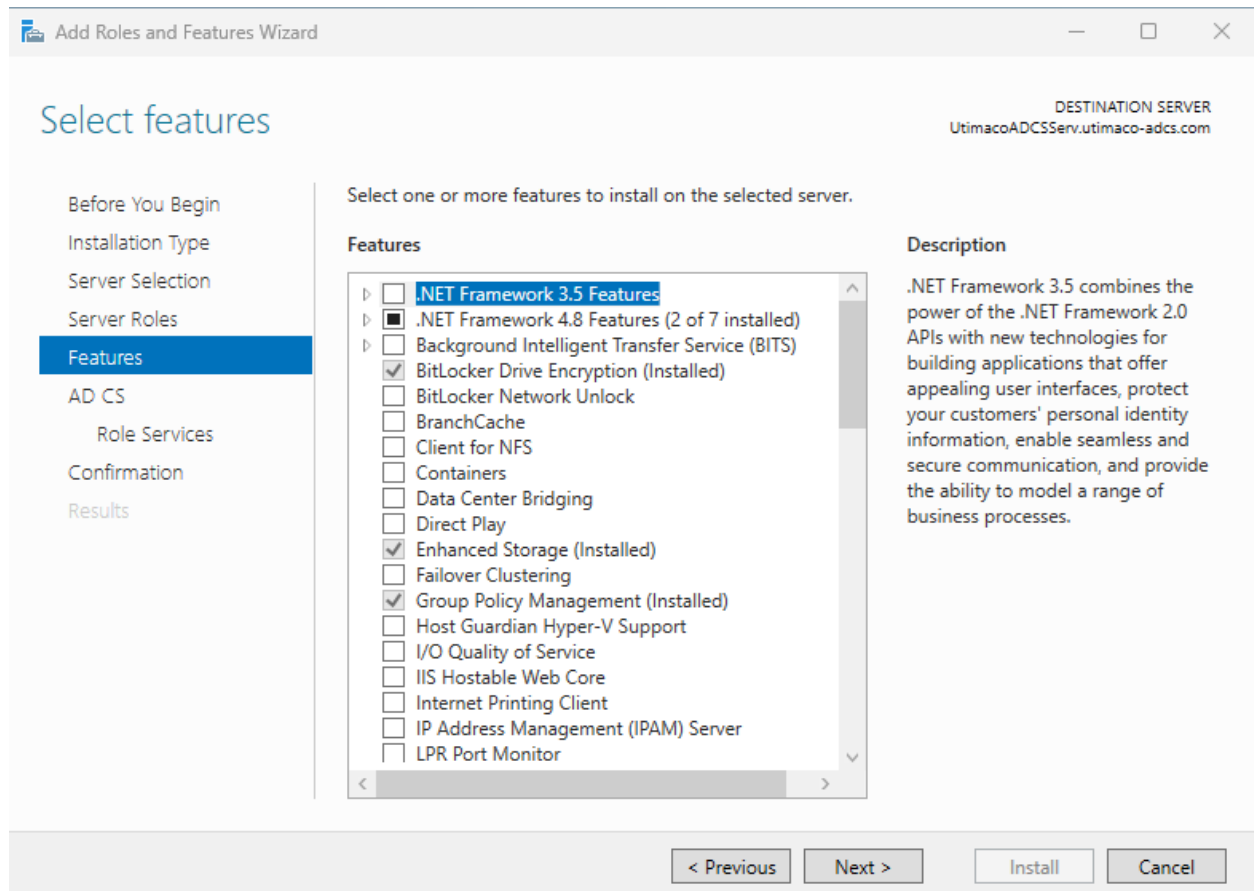 Add Roles and Features Wizard
Select features
DESTINATION SERVER
UtimacoADCSServ.utimaco-adcs.com
Before You Begin
Installation Type
Server Selection
Server Roles
Features
AD CS
Role Services
Confirmation
Results
Select one or more features to install on the selected server.
Features
.NET Framework 3.5 Features
.NET Framework 4.8 Features (2 of 7 installed)
Background Intelligent Transfer Service (BITS)
BitLocker Drive Encryption (Installed)
BitLocker Network Unlock
BranchCache
Client for NFS
Containers
Data Center Bridging
Direct Play
Enhanced Storage (Installed)
Failover Clustering
Group Policy Management (Installed)
Host Guardian Hyper-V Support
I/O Quality of Service
IIS Hostable Web Core
Internet Printing Client
IP Address Management (IPAM) Server
LPR Port Monitor
Description
.NET Framework 3.5 combines the
power of the .NET Framework 2.0
APIs with new technologies for
building applications that offer
appealing user interfaces, protect
your customers' personal identity
information, enable seamless and
secure communication, and provide
the ability to model a range of
business processes.
< Previous
Next >
Install
Cancel